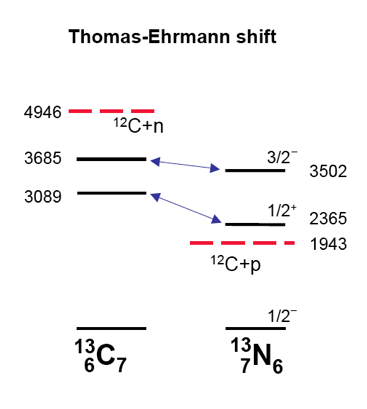 Thomas-Ehrmann shift
4946
¹²C+n
3685
3/2⁻
3502
3089
1/2⁺
2365
1943
¹²C+p
1/2⁻
¹³₆C₇
¹³₇N₆